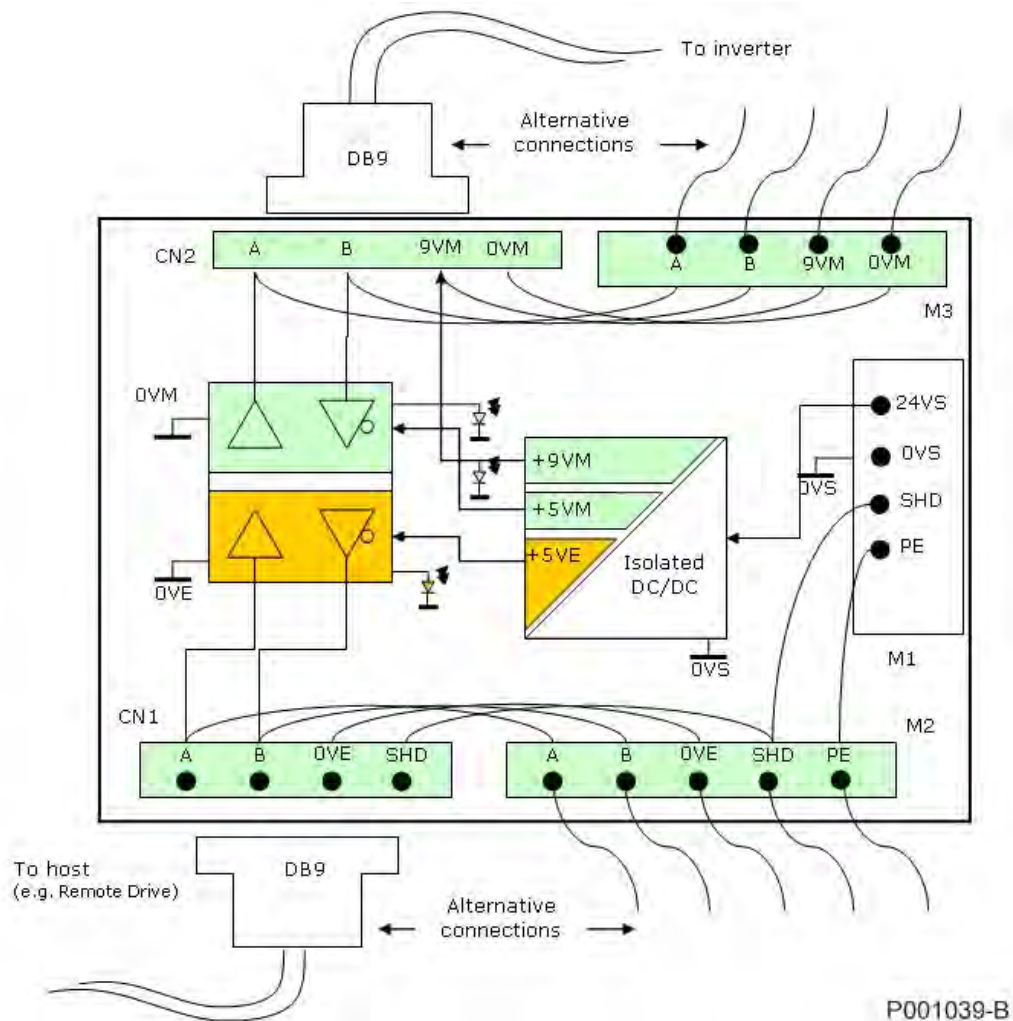 To inverter
Alternative
connections
DB9
CN2
A B 9VM 0VM
A B 9VM 0VM
M3
0VM
24VS
0VS
0VS
SHD
PE
+9VM
+5VM
+5VE
Isolated
DC/DC
0VE
0VS
M1
CN1
M2
A B 0VE SHD
A B 0VE SHD PE
To host
(e.g. Remote Drive)
DB9
Alternative
connections
P001039-B